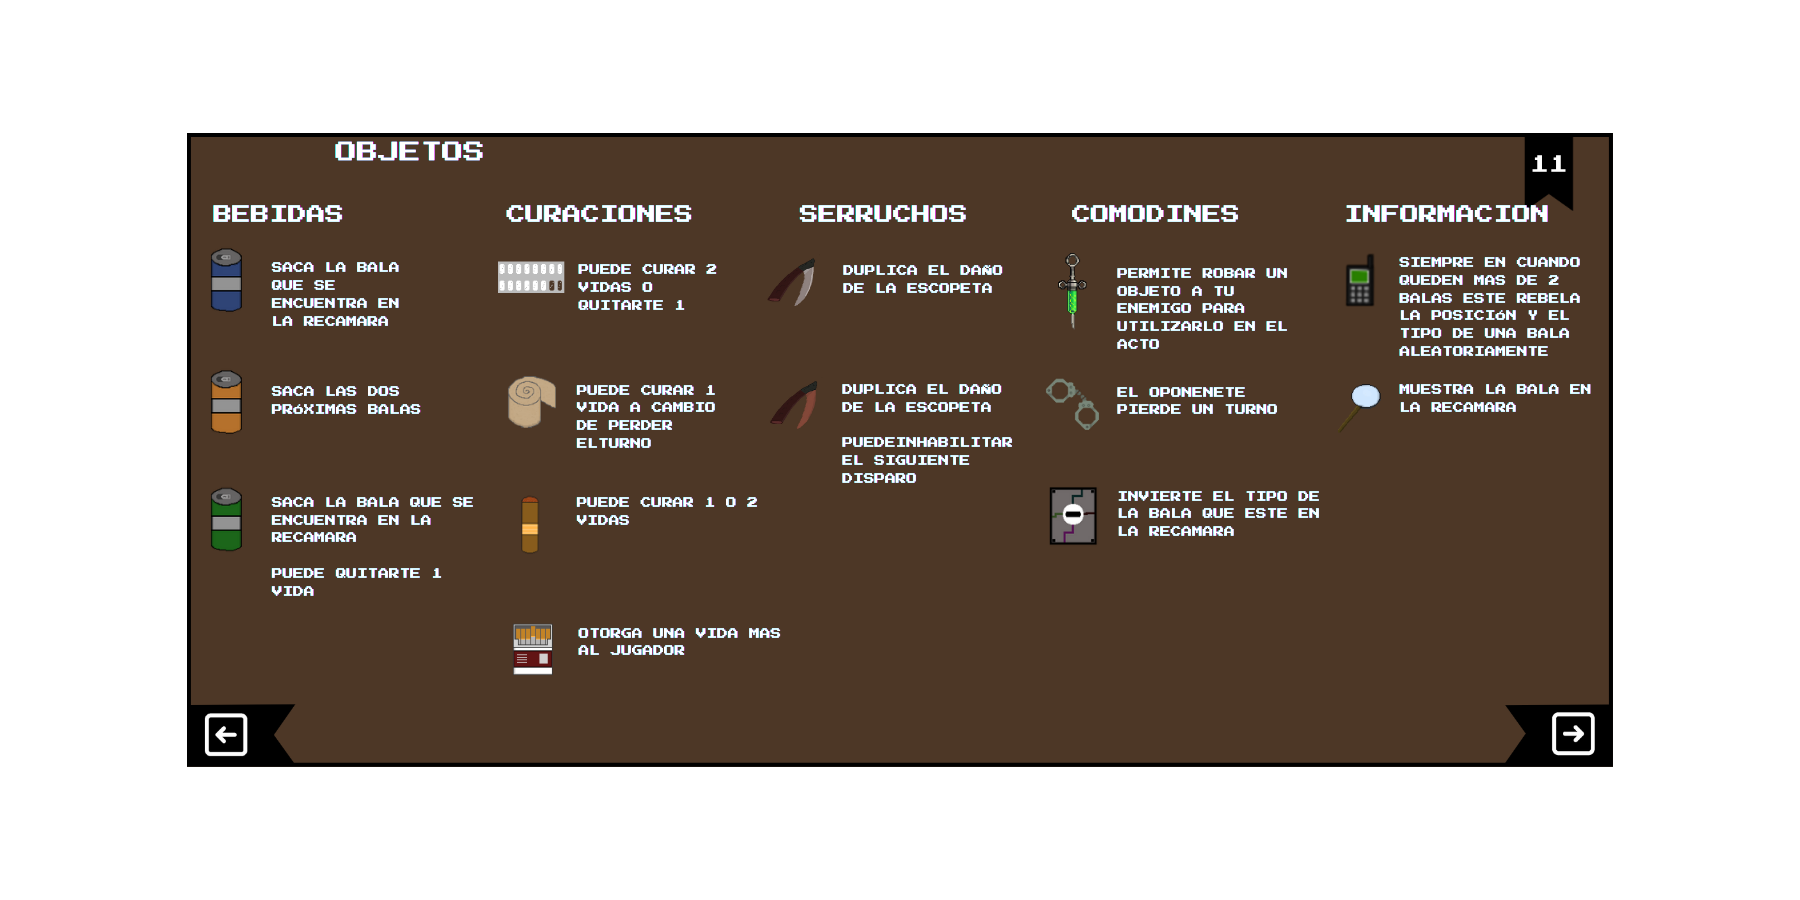 OBJETOS
11
BEBIDAS
SACA LA BALA
QUE SE
ENCUENTRA EN
LA RECAMARA
SACA LAS DOS
PRóXIMAS BALAS
SACA LA BALA QUE SE
ENCUENTRA EN LA
RECAMARA
PUEDE QUITARTE 1
VIDA
CURACIONES
PUEDE CURAR 2
VIDAS O
QUITARTE 1
PUEDE CURAR 1
VIDA A CAMBIO
DE PERDER
ELTURNO
PUEDE CURAR 1 O 2
VIDAS
OTORGA UNA VIDA MAS
AL JUGADOR
SERRUCHOS
DUPLICA EL DAñO
DE LA ESCOPETA
DUPLICA EL DAñO
DE LA ESCOPETA
PUEDEINHABILITAR
EL SIGUIENTE
DISPARO
COMODINES
PERMITE ROBAR UN
OBJETO A TU
ENEMIGO PARA
UTILIZARLO EN EL
ACTO
EL OPONENETE
PIERDE UN TURNO
INVIERTE EL TIPO DE
LA BALA QUE ESTE EN
LA RECAMARA
INFORMACION
SIEMPRE EN CUANDO
QUEDEN MAS DE 2
BALAS ESTE REBELA
LA POSICIóN Y EL
TIPO DE UNA BALA
ALEATORIAMENTE
MUESTRA LA BALA EN
LA RECAMARA